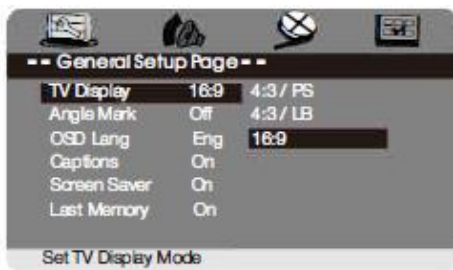 -- General Setup Page--
TV Display 16:9 4:3/ PS
Angle Mark Off 4:3/ LB
OSD Lang Eng 16:9
Captions On
Screen Saver On
Last Memory On
Set TV Display Mode